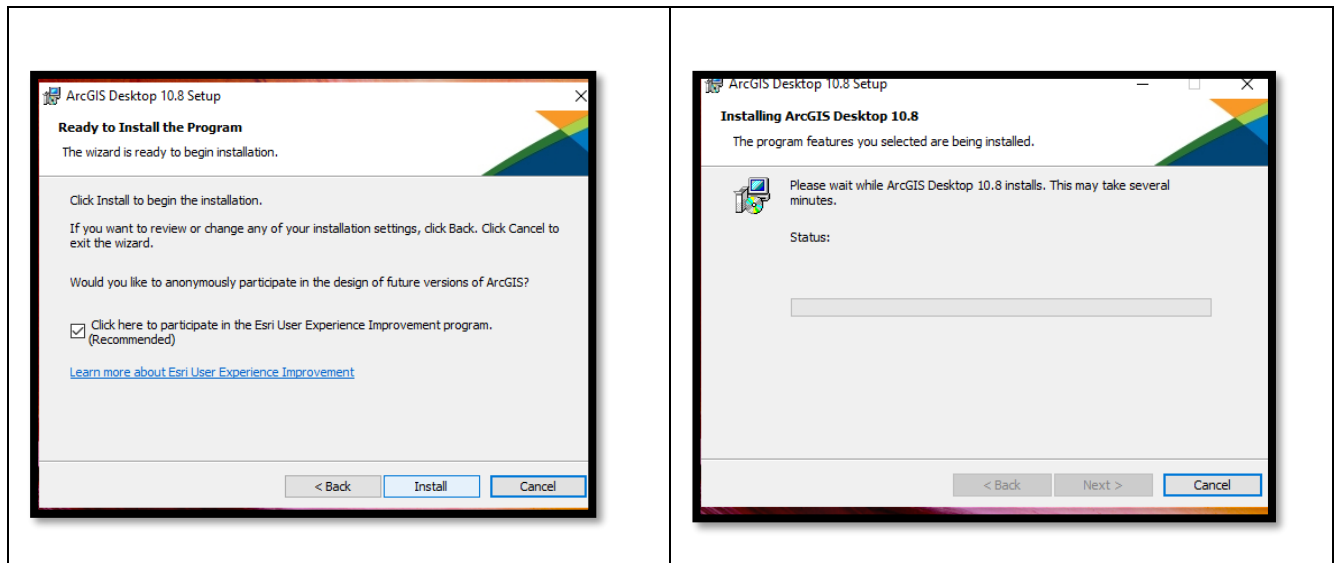 ArcGIS Desktop 10.8 Setup
Ready to Install the Program
The wizard is ready to begin installation.
Click Install to begin the installation.
If you want to review or change any of your installation settings, click Back. Click Cancel to
exit the wizard.
Would you like to anonymously participate in the design of future versions of ArcGIS?
Click here to participate in the Esri User Experience Improvement program.
(Recommended)
Learn more about Esri User Experience Improvement
< Back
Install
Cancel
ArcGIS Desktop 10.8 Setup
Installing ArcGIS Desktop 10.8
The program features you selected are being installed.
Please wait while ArcGIS Desktop 10.8 installs. This may take several
minutes.
Status:
< Back
Next >
Cancel